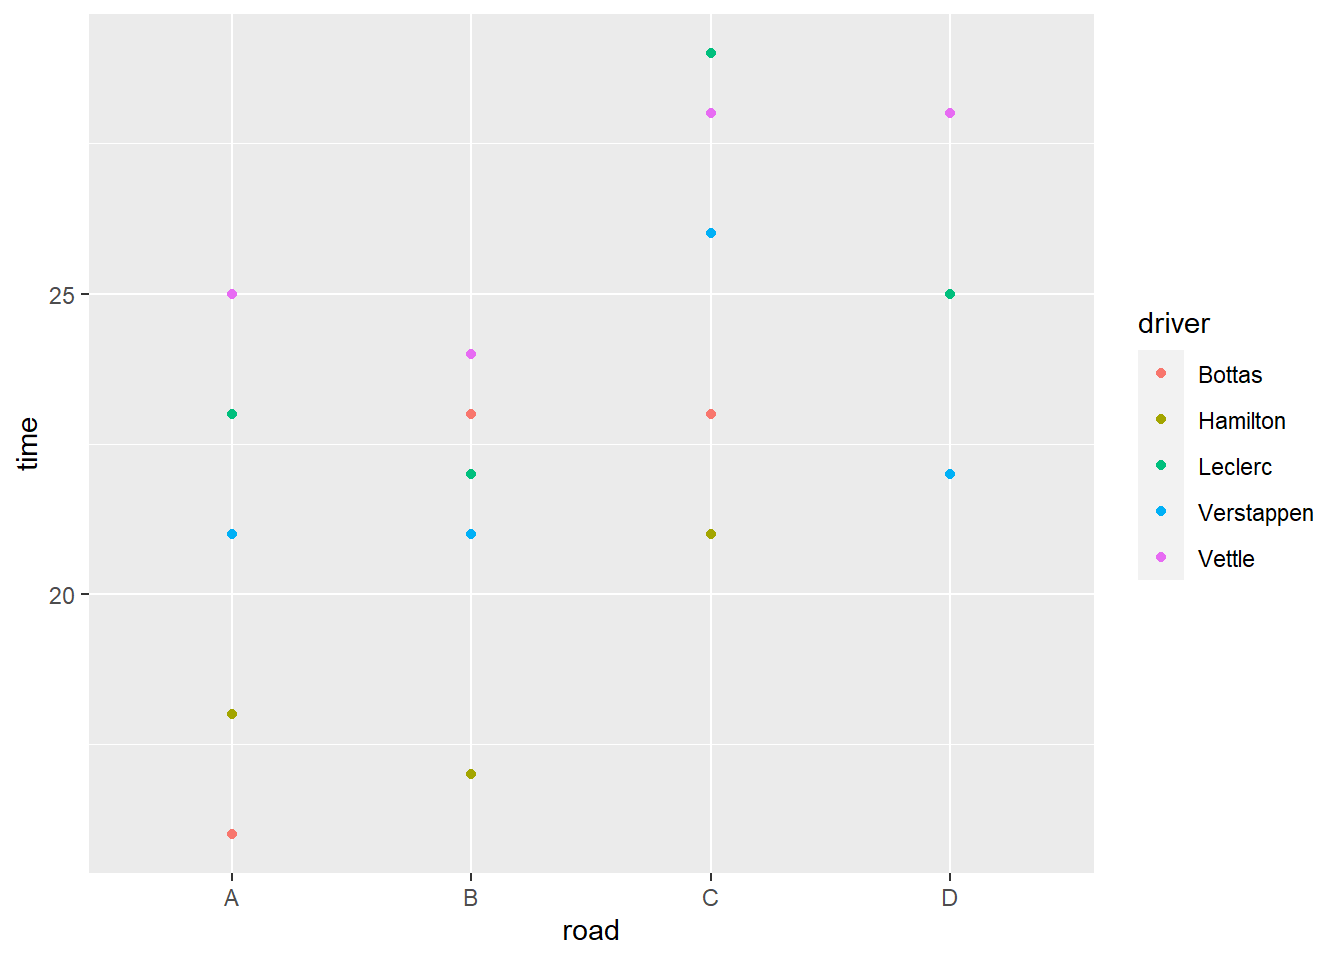 time
25
20
A B C D
road
driver
Bottas
Hamilton
Leclerc
Verstappen
Vettle